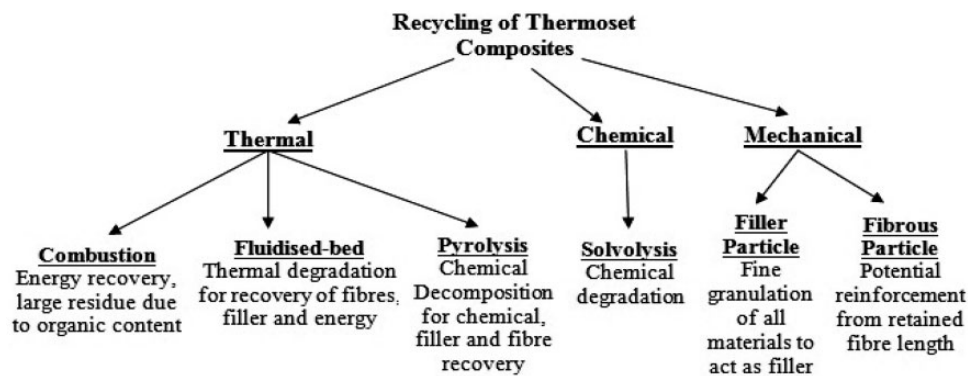 Recycling of Thermoset
Composites
Thermal
Chemical
Mechanical
Combustion
Energy recovery,
large residue due
to organic content
Fluidised-bed
Thermal degradation
for recovery of fibres,
filler and energy
Pyrolysis
Chemical
Decomposition
for chemical,
filler and fibre
recovery
Solvolysis
Chemical
degradation
Filler
Particle
Fine
granulation
of all
materials to
act as filler
Fibrous
Particle
Potential
reinforcement
from retained
fibre length